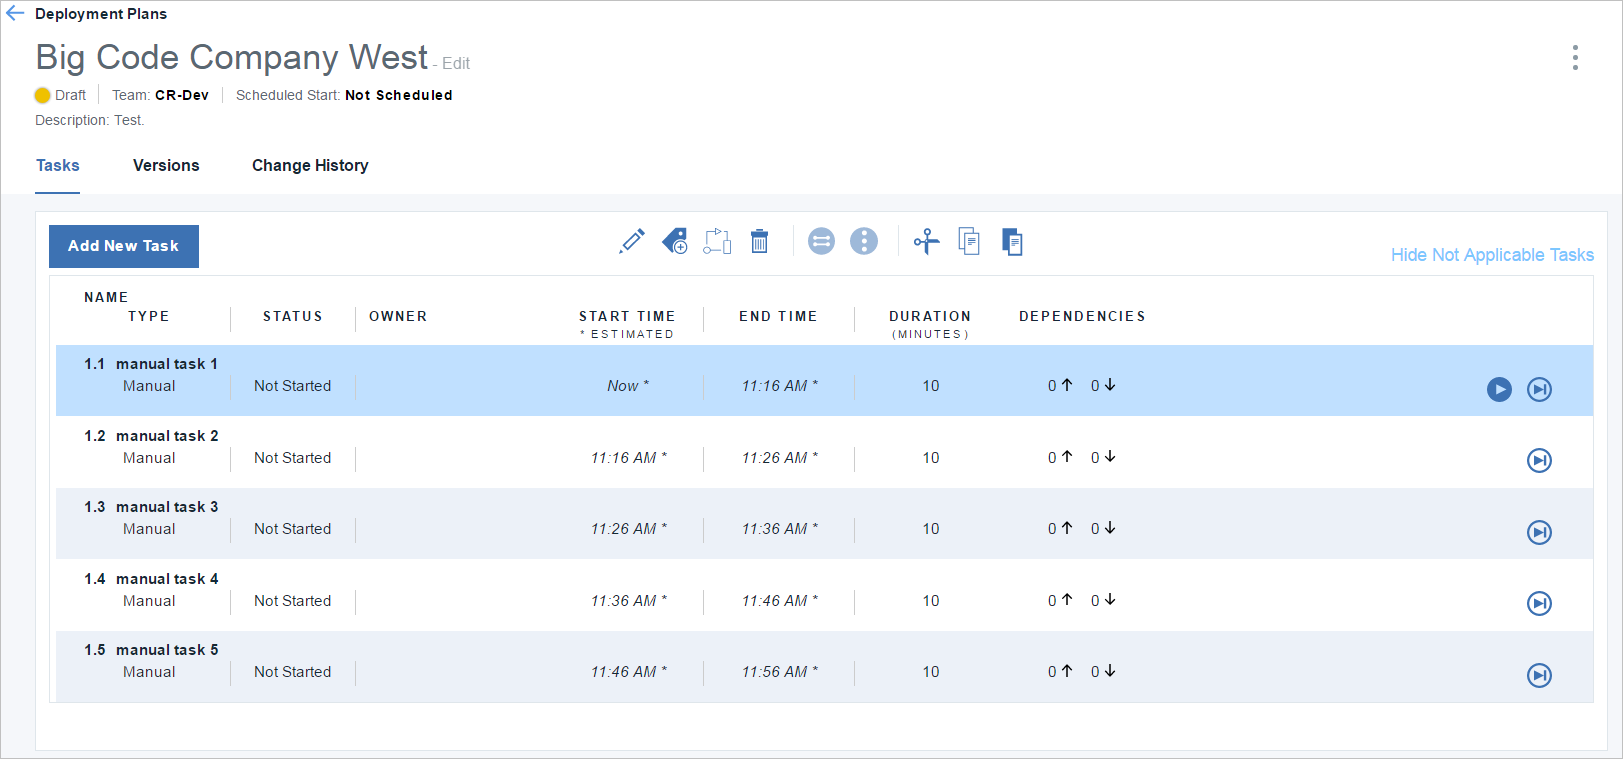 Deployment Plans
Big Code Company West - Edit
Draft Team: CR-Dev Scheduled Start: Not Scheduled
Description: Test.
Tasks Versions Change History
Add New Task
Hide Not Applicable Tasks
NAME
TYPE STATUS OWNER START TIME END TIME DURATION DEPENDENCIES
* ESTIMATED (MINUTES)
1.1 manual task 1
Manual Not Started Now * 11:16 AM * 10 0 ↑ 0 ↓
1.2 manual task 2
Manual Not Started 11:16 AM * 11:26 AM * 10 0 ↑ 0 ↓
1.3 manual task 3
Manual Not Started 11:26 AM * 11:36 AM * 10 0 ↑ 0 ↓
1.4 manual task 4
Manual Not Started 11:36 AM * 11:46 AM * 10 0 ↑ 0 ↓
1.5 manual task 5
Manual Not Started 11:46 AM * 11:56 AM * 10 0 ↑ 0 ↓